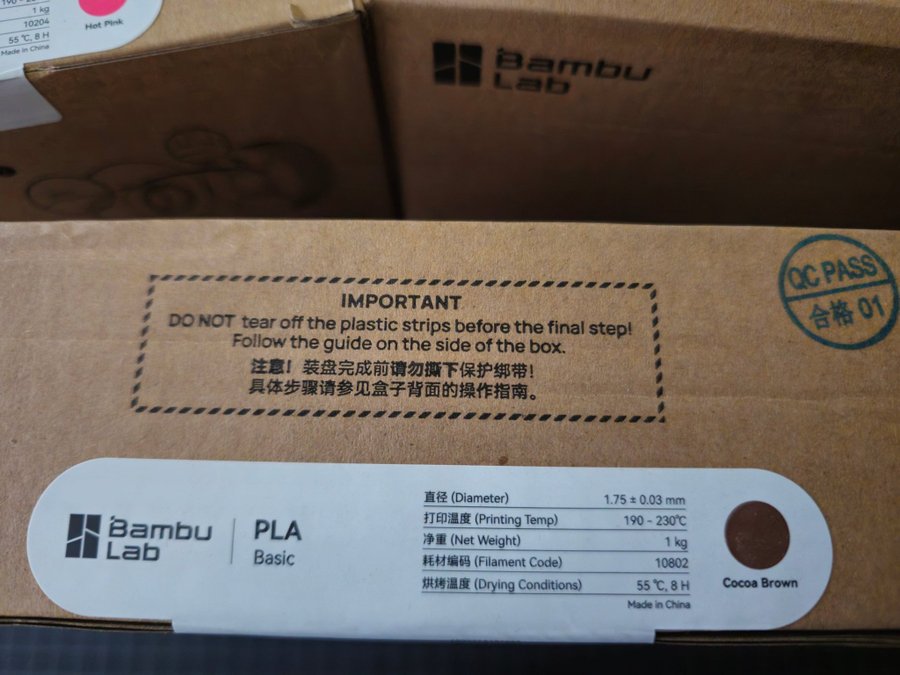 190 - 23
1 kg
10204
55 ℃, 8 H
Made in China
Hot Pink
Bambu
Lab
IMPORTANT
DO NOT tear off the plastic strips before the final step!
Follow the guide on the side of the box.
注意！装盘完成前请勿撕下保护绑带！
具体步骤请参见盒子背面的操作指南。
QC PASS
合格 01
Bambu
Lab
PLA
Basic
直径 (Diameter) 1.75 ± 0.03 mm
打印温度 (Printing Temp) 190 - 230℃
净重 (Net Weight) 1 kg
耗材编码 (Filament Code) 10802
烘烤温度 (Drying Conditions) 55 ℃, 8 H
Made in China
Cocoa Brown